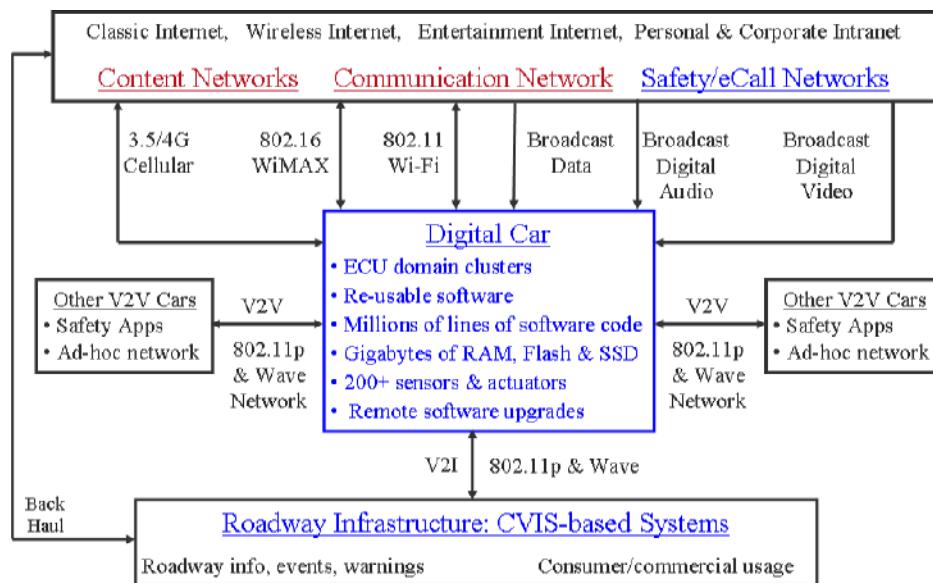 Classic Internet, Wireless Internet, Entertainment Internet, Personal & Corporate Intranet
Content Networks Communication Network Safety/eCall Networks
3.5/4G
Cellular
802.16
WiMAX
802.11
Wi-Fi
Broadcast
Data
Broadcast
Digital
Audio
Broadcast
Digital
Video
Digital Car
• ECU domain clusters
• Re-usable software
• Millions of lines of software code
• Gigabytes of RAM, Flash & SSD
• 200+ sensors & actuators
• Remote software upgrades
Other V2V Cars
• Safety Apps
• Ad-hoc network
V2V
802.11p
& Wave
Network
V2V
802.11p
& Wave
Network
Other V2V Cars
• Safety Apps
• Ad-hoc network
V2I 802.11p & Wave
Back
Haul
Roadway Infrastructure: CVIS-based Systems
Roadway info, events, warnings Consumer/commercial usage